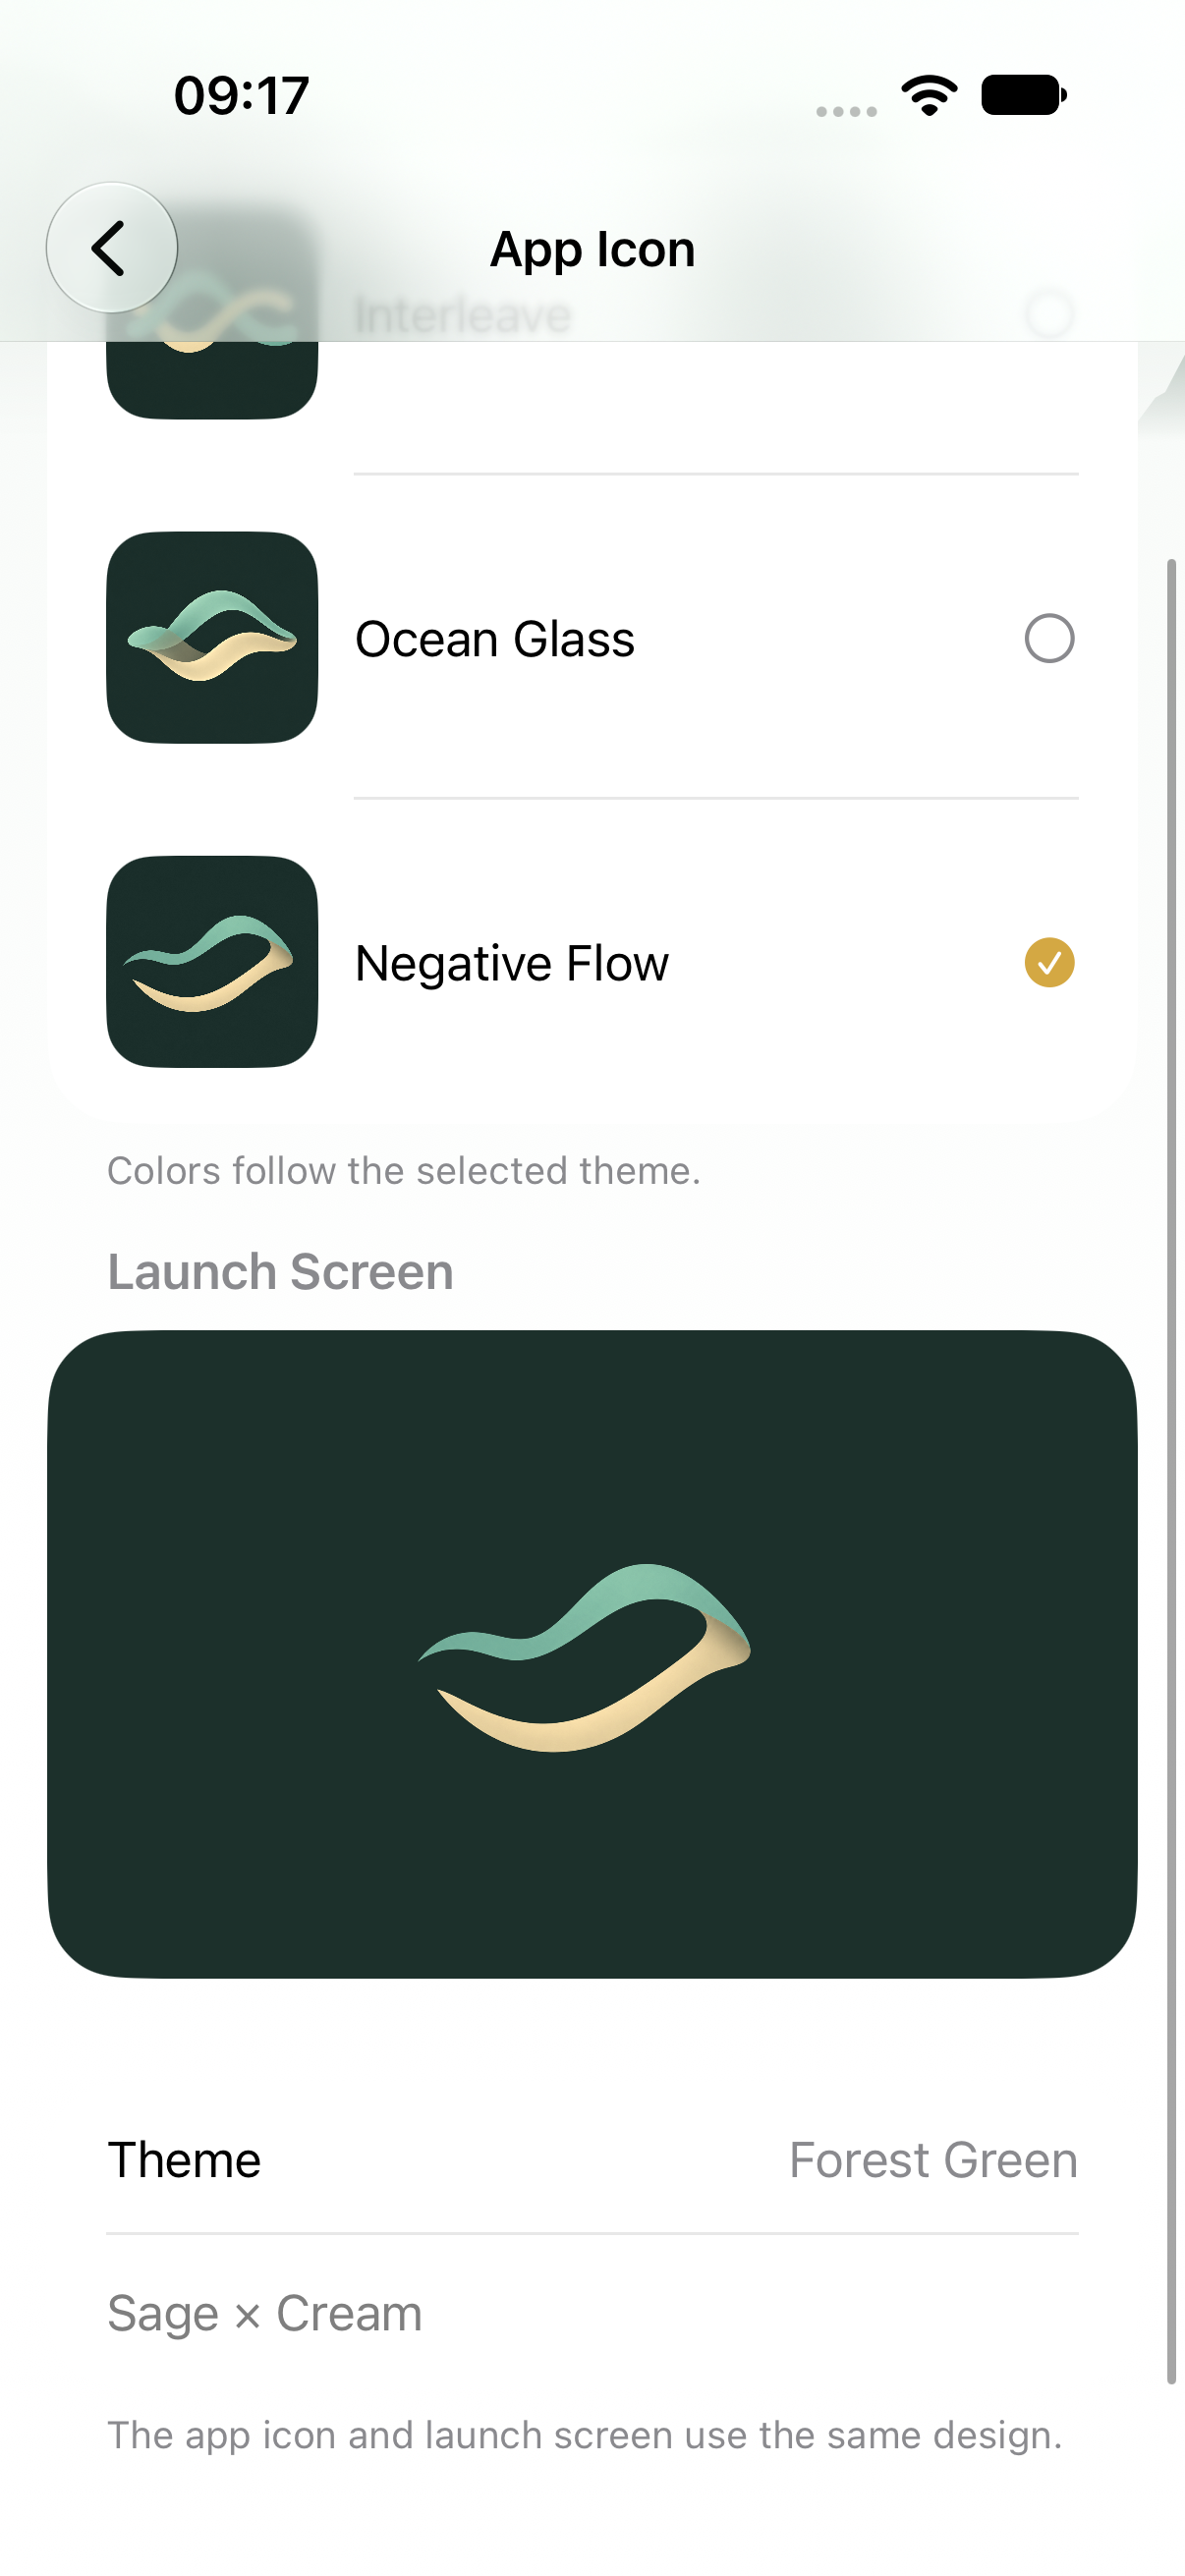 09:17
App Icon
Interleave
Ocean Glass
Negative Flow
Colors follow the selected theme.
Launch Screen
Theme
Forest Green
Sage × Cream
The app icon and launch screen use the same design.